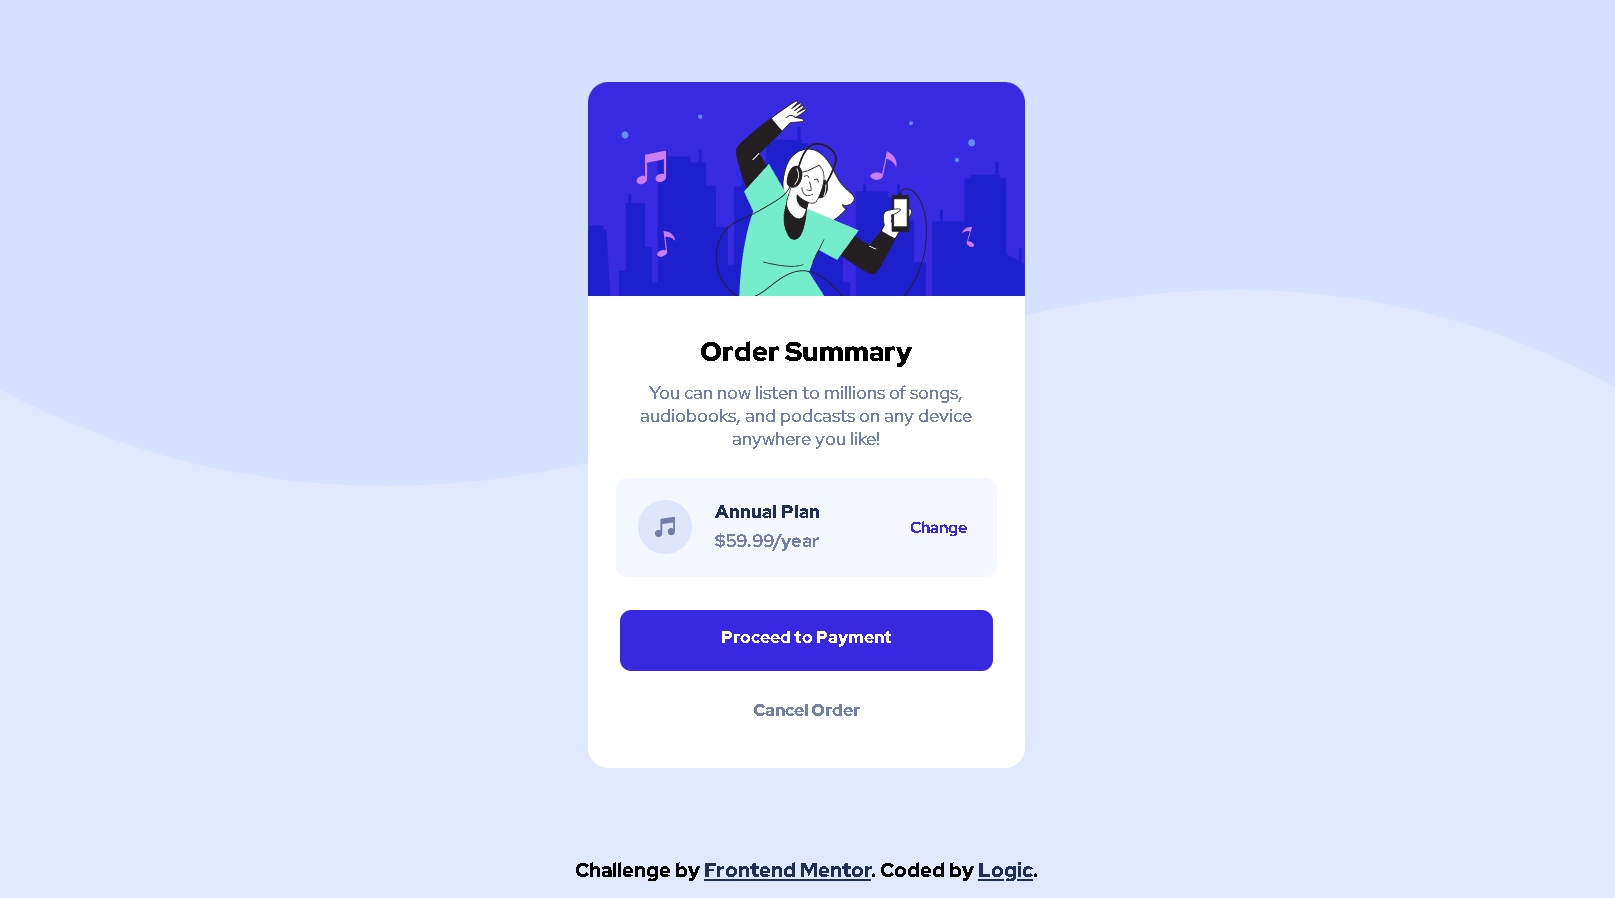 Order Summary
You can now listen to millions of songs,
audiobooks, and podcasts on any device
anywhere you like!
Annual Plan
$59.99/year
Change
Proceed to Payment
Cancel Order
Challenge by Frontend Mentor. Coded by Logic.